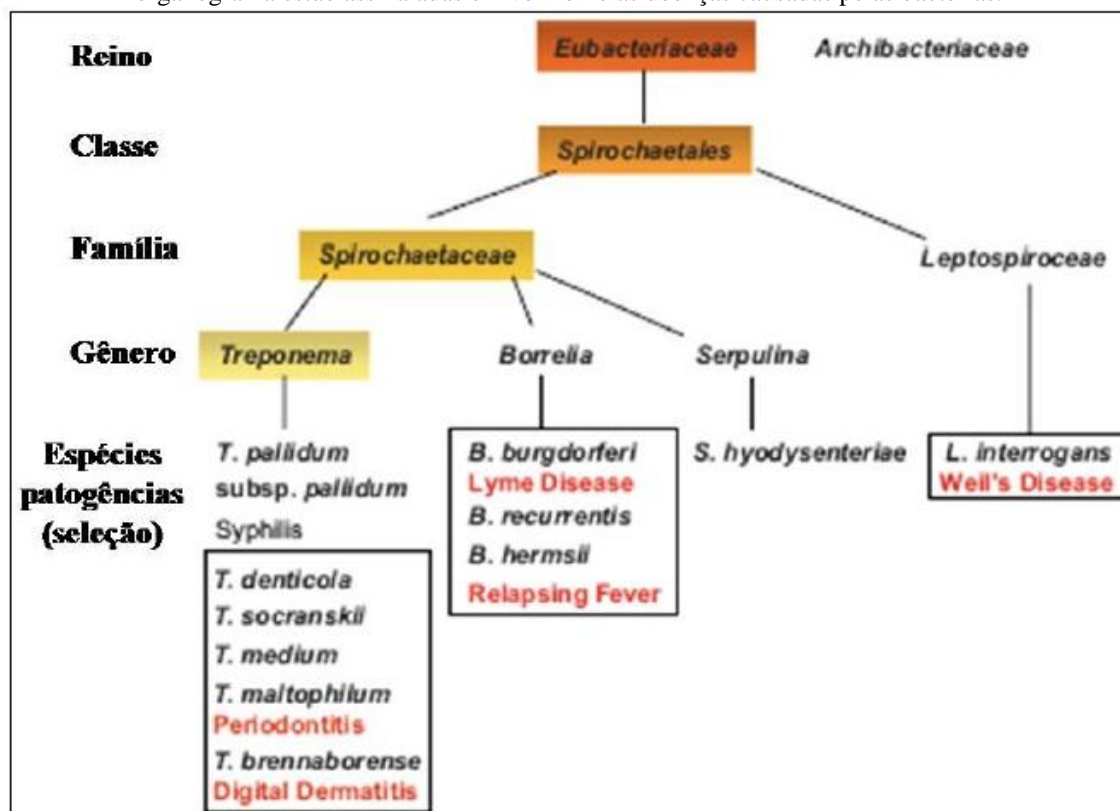 Reino
Eubacteriaceae
Archibacteriaceae
Classe
Spirochaetales
Família
Spirochaetaceae
Leptospiroceae
Gênero
Treponema
Borrelia
Serpulina
Espécies
patogências
(seleção)
T. pallidum
subsp. pallidum
Syphilis
T. denticola
T. socranskii
T. medium
T. maltophilum
Periodontitis
T. brennaborense
Digital Dermatitis
B. burgdorferi
Lyme Disease
B. recurrentis
B. hermsii
Relapsing Fever
S. hyodysenteriae
L. interrogans
Weil's Disease